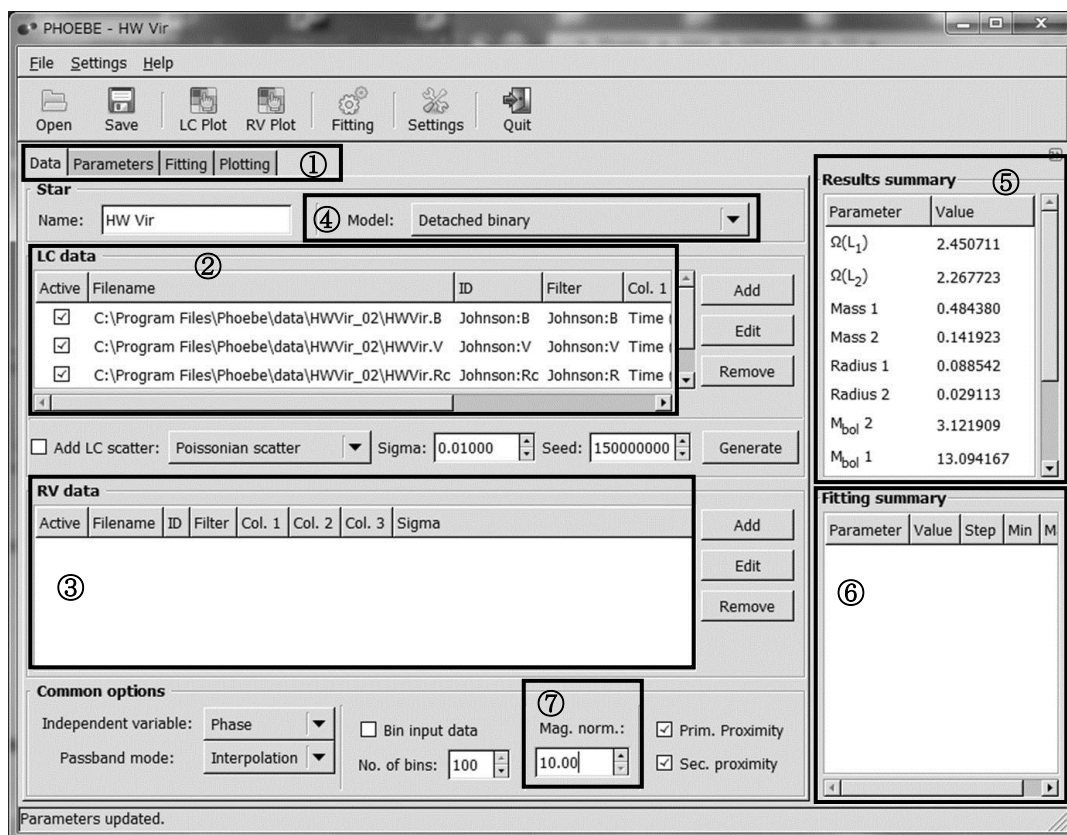 PHOEBE - HW Vir
File Settings Help
Open Save LC Plot RV Plot Fitting Settings Quit
Data Parameters Fitting Plotting ①
Star
Name: HW Vir ④ Model: Detached binary
LC data ②
Active Filename ID Filter Col. 1
C:\Program Files\Phoebe\data\HWVir_02\HWVir.B Johnson:B Johnson:B Time (
C:\Program Files\Phoebe\data\HWVir_02\HWVir.V Johnson:V Johnson:V Time (
C:\Program Files\Phoebe\data\HWVir_02\HWVir.Rc Johnson:Rc Johnson:R Time (
Add
Edit
Remove
Add LC scatter: Poissonian scatter Sigma: 0.01000 Seed: 150000000 Generate
RV data
Active Filename ID Filter Col. 1 Col. 2 Col. 3 Sigma
③
Add
Edit
Remove
Common options
Independent variable: Phase
Passband mode: Interpolation
Bin input data
No. of bins: 100
⑦
Mag. norm.:
10.00
Prim. Proximity
Sec. proximity
Results summary ⑤
Parameter Value
Ω(L₁) 2.450711
Ω(L₂) 2.267723
Mass 1 0.484380
Mass 2 0.141923
Radius 1 0.088542
Radius 2 0.029113
M_bol 2 3.121909
M_bol 1 13.094167
Fitting summary
Parameter Value Step Min M
⑥
Parameters updated.